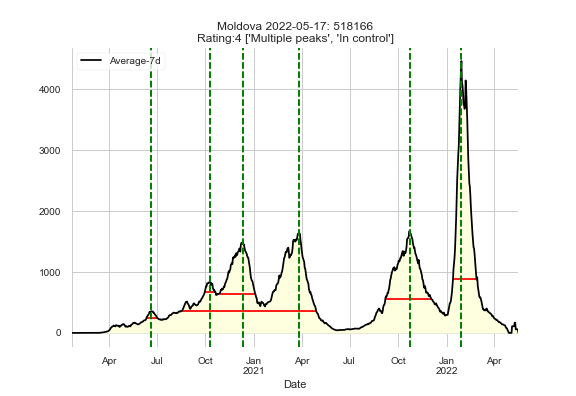 Moldova 2022-05-17: 518166
Rating:4 ['Multiple peaks', 'In control']
Average-7d
4000
3000
2000
1000
0
Apr Jul Oct Jan Apr Jul Oct Jan Apr
2021 2022
Date